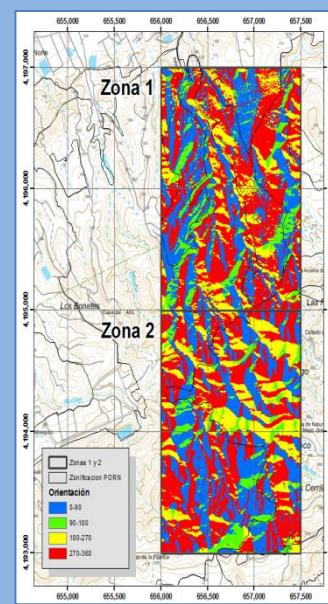 655,000 655,500 656,000 656,500 657,000 657,500
Norte
4,197,000
Zona 1
4,196,000
Los Bonetes
4,195,000
Zona 2
4,194,000
Zonas 1 y 2
Zonificacion PORN
Orientación
0-90
90-180
180-270
270-360
4,193,000
655,000 655,500 656,000 656,500 657,000 657,500